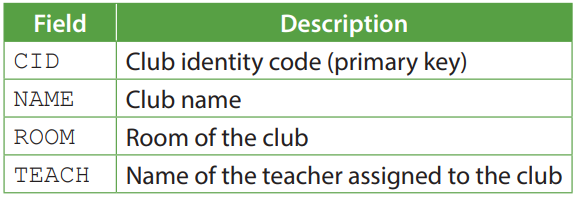 Field Description
CID Club identity code (primary key)
NAME Club name
ROOM Room of the club
TEACH Name of the teacher assigned to the club